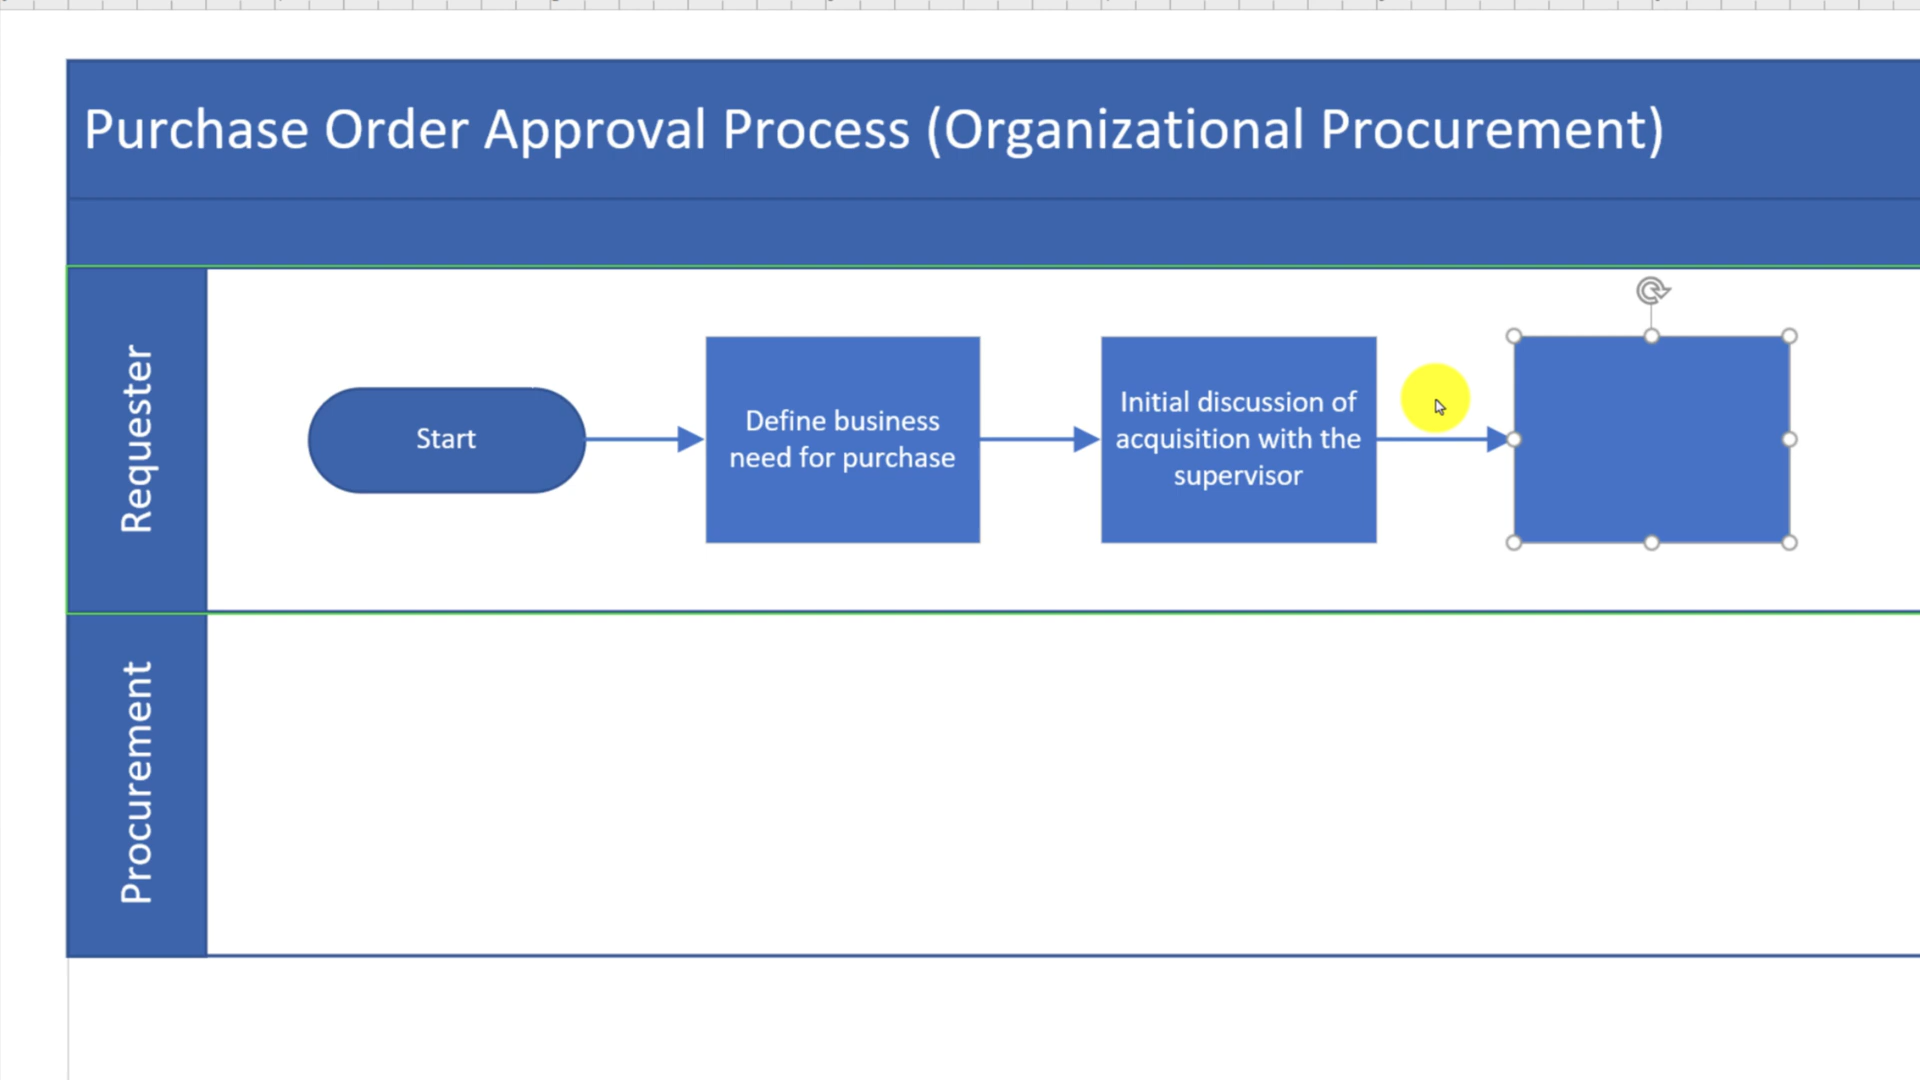 Purchase Order Approval Process (Organizational Procurement)
Requester
Start
Define business
need for purchase
Initial discussion of
acquisition with the
supervisor
Procurement